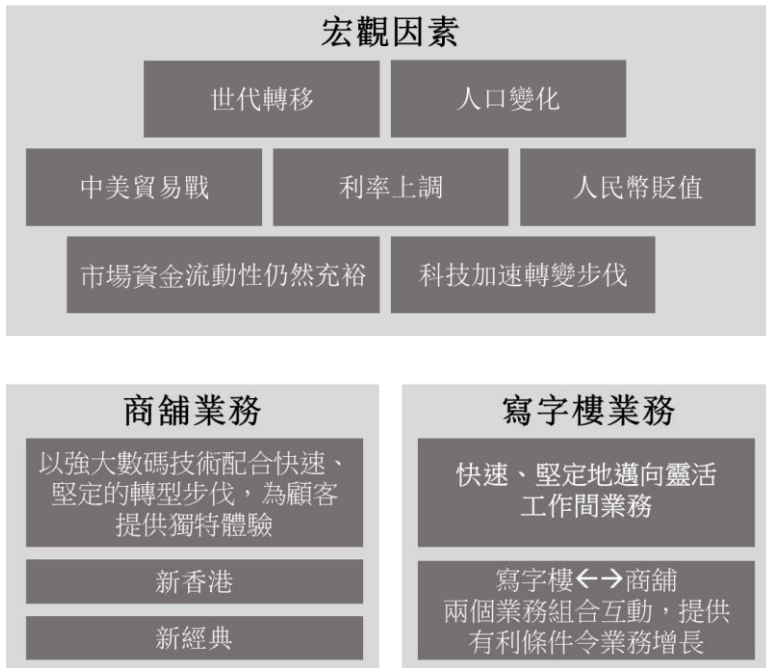 宏觀因素
世代轉移
人口變化
中美貿易戰
利率上調
人民幣貶值
市場資金流動性仍然充裕
科技加速轉變步伐
商舖業務
以強大數碼技術配合快速、
堅定的轉型步伐，為顧客
提供獨特體驗
新香港
新經典
寫字樓業務
快速、堅定地邁向靈活
工作間業務
寫字樓←→商舖
兩個業務組合互動，提供
有利條件令業務增長